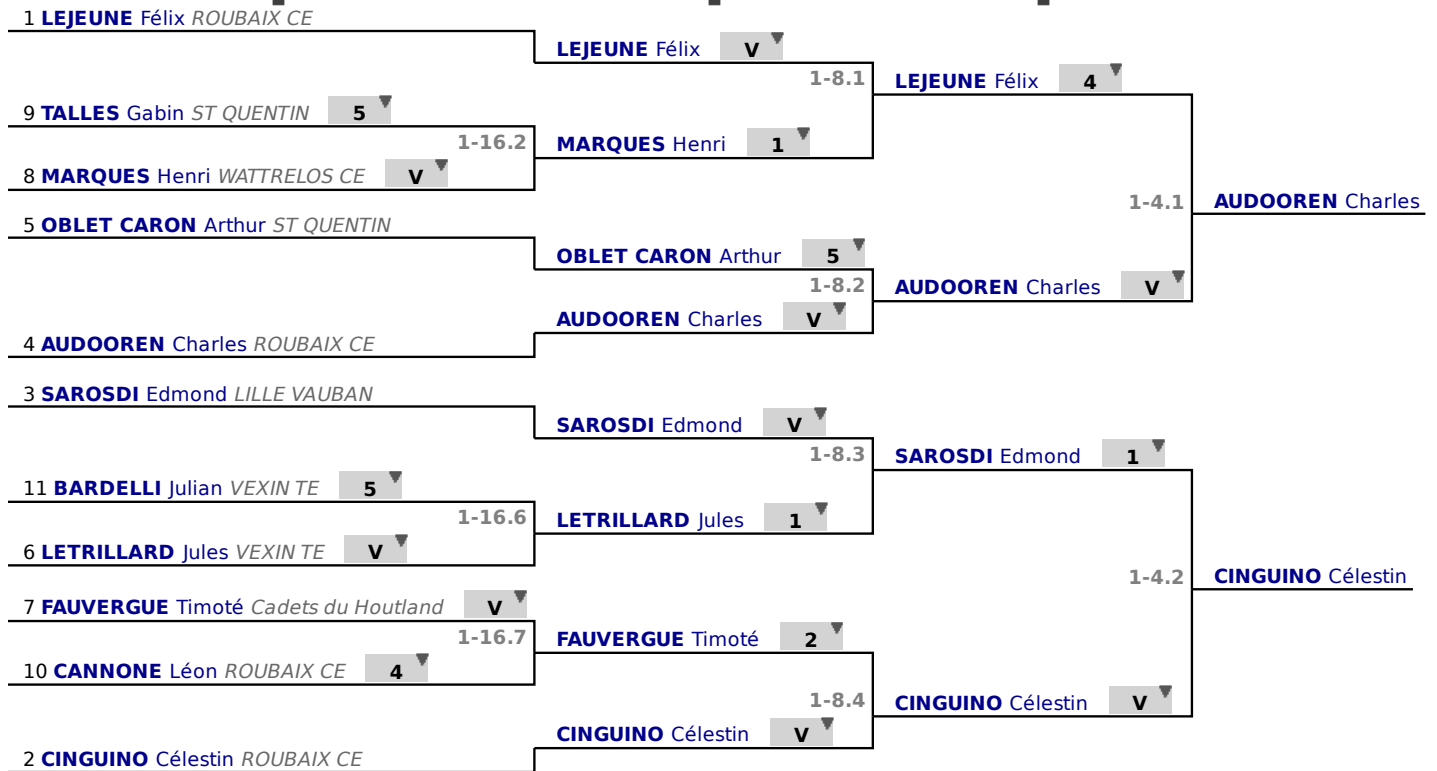 1 LEJEUNE Félix ROUBAIX CE
LEJEUNE Félix V
1-8.1
LEJEUNE Félix 4
9 TALLES Gabin ST QUENTIN 5
1-16.2
MARQUES Henri 1
8 MARQUES Henri WATTRELOS CE V
1-4.1
AUDOOREN Charles
5 OBLET CARON Arthur ST QUENTIN
OBLET CARON Arthur 5
1-8.2
AUDOOREN Charles V
AUDOOREN Charles V
4 AUDOOREN Charles ROUBAIX CE
3 SAROSDI Edmond LILLE VAUBAN
SAROSDI Edmond V
1-8.3
SAROSDI Edmond 1
11 BARDELLI Julian VEXIN TE 5
1-16.6
LETRILLARD Jules 1
6 LETRILLARD Jules VEXIN TE V
1-4.2
CINGUINO Célestin
7 FAUVERGUE Timoté Cadets du Houtland V
1-16.7
FAUVERGUE Timoté 2
10 CANNONE Léon ROUBAIX CE 4
1-8.4
CINGUINO Célestin V
CINGUINO Célestin V
2 CINGUINO Célestin ROUBAIX CE